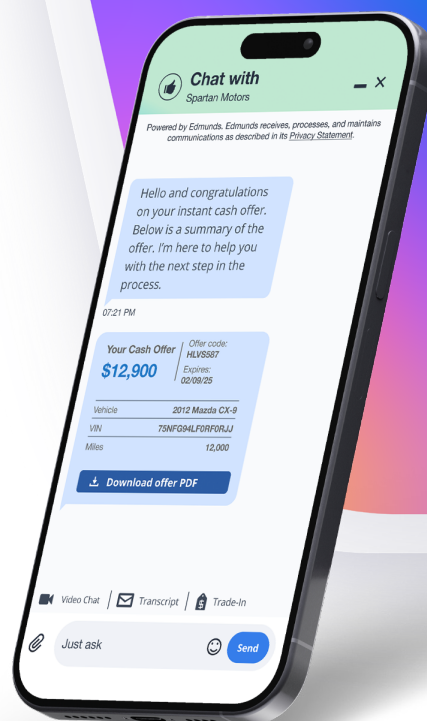 Chat with
Spartan Motors
Powered by Edmunds. Edmunds receives, processes, and maintains
communications as described in its Privacy Statement.
Hello and congratulations
on your instant cash offer.
Below is a summary of the
offer. I'm here to help you
with the next step in the
process.
07:21 PM
Your Cash Offer
$12,900
Offer code:
HLVS587
Expires:
02/09/25
Vehicle 2012 Mazda CX-9
VIN 75NFG94LF0RF0RJJ
Miles 12,000
Download offer PDF
Video Chat
Transcript
Trade-In
Just ask
Send